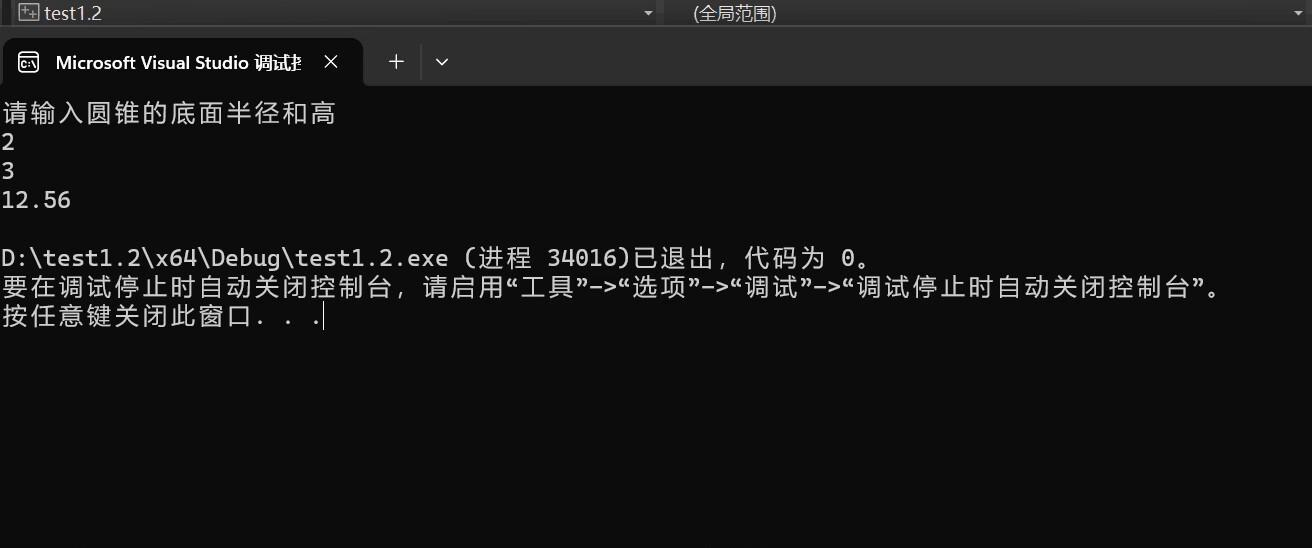 test1.2 (全局范围)
Microsoft Visual Studio 调试
请输入圆锥的底面半径和高
2
3
12.56
D:\test1.2\x64\Debug\test1.2.exe (进程 34016)已退出，代码为 0。
要在调试停止时自动关闭控制台，请启用“工具”->“选项”->“调试”->“调试停止时自动关闭控制台”。
按任意键关闭此窗口. . .